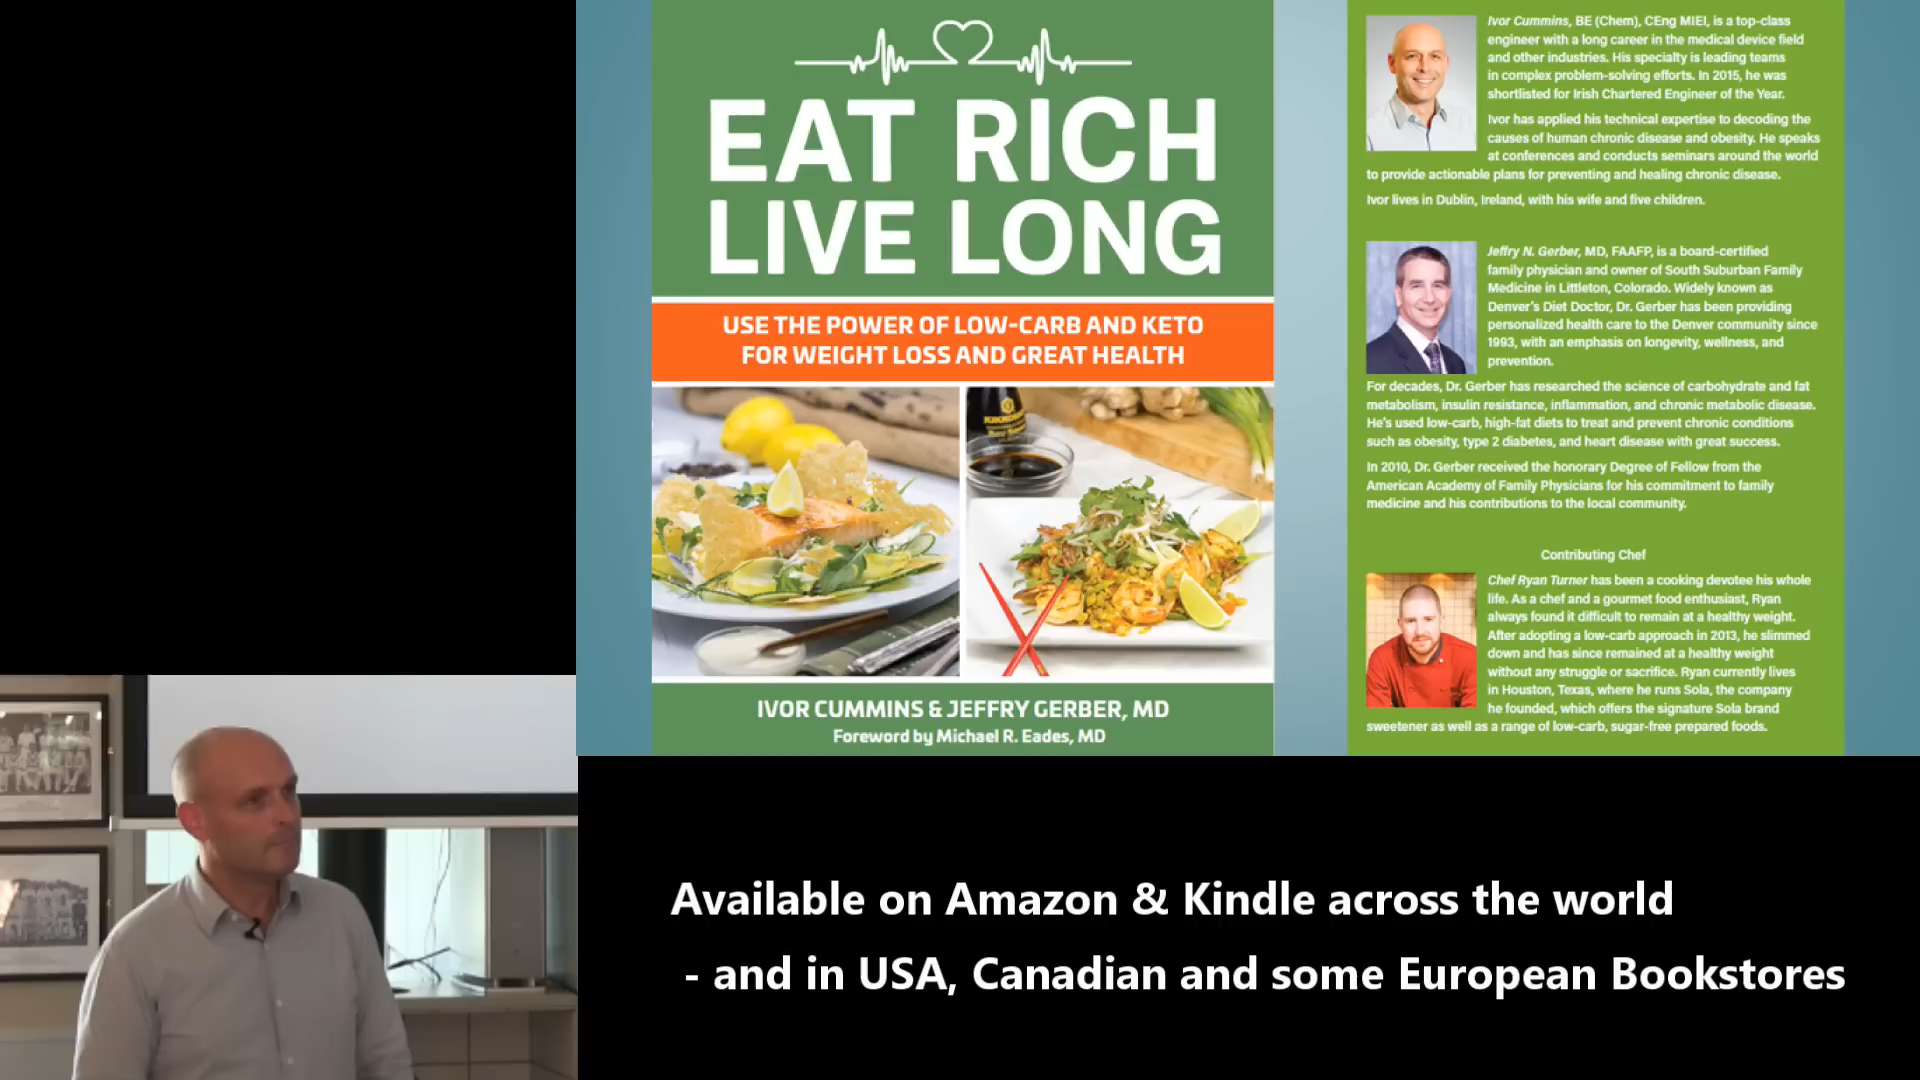 EAT RICH
LIVE LONG
USE THE POWER OF LOW-CARB AND KETO
FOR WEIGHT LOSS AND GREAT HEALTH
KIKKOMAN
IVOR CUMMINS & JEFFRY GERBER, MD
Foreword by Michael R. Eades, MD
Ivor Cummins, BE (Chem), CEng MIEI, is a top-class
engineer with a long career in the medical device field
and other industries. His specialty is leading teams
in complex problem-solving efforts. In 2015, he was
shortlisted for Irish Chartered Engineer of the Year.
Ivor has applied his technical expertise to decoding the
causes of human chronic disease and obesity. He speaks
at conferences and conducts seminars around the world
to provide actionable plans for preventing and healing chronic disease.
Ivor lives in Dublin, Ireland, with his wife and five children.
Jeffry N. Gerber, MD, FAAFP, is a board-certified
family physician and owner of South Suburban Family
Medicine in Littleton, Colorado. Widely known as
Denver's Diet Doctor, Dr. Gerber has been providing
personalized health care to the Denver community since
1993, with an emphasis on longevity, wellness, and
prevention.
For decades, Dr. Gerber has researched the science of carbohydrate and fat
metabolism, insulin resistance, inflammation, and chronic metabolic disease.
He's used low-carb, high-fat diets to treat and prevent chronic conditions
such as obesity, type 2 diabetes, and heart disease with great success.
In 2010, Dr. Gerber received the honorary Degree of Fellow from the
American Academy of Family Physicians for his commitment to family
medicine and his contributions to the local community.
Contributing Chef
Chef Ryan Turner has been a cooking devotee his whole
life. As a chef and a gourmet food enthusiast, Ryan
always found it difficult to remain at a healthy weight.
After adopting a low-carb approach in 2013, he slimmed
down and has since remained at a healthy weight
without any struggle or sacrifice. Ryan currently lives
in Houston, Texas, where he runs Sola, the company
he founded, which offers the signature Sola brand
sweetener as well as a range of low-carb, sugar-free prepared foods.
Available on Amazon & Kindle across the world
- and in USA, Canadian and some European Bookstores